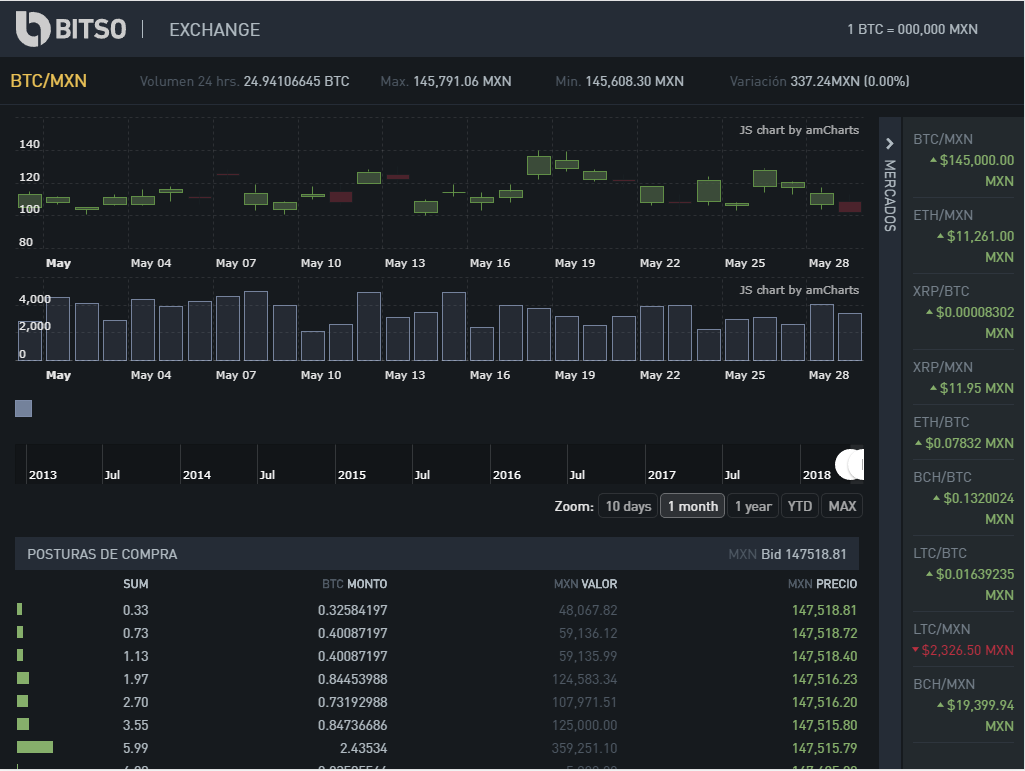 BITSO | EXCHANGE
1 BTC = 000,000 MXN
BTC/MXN
Volumen 24 hrs. 24.94106645 BTC
Max. 145,791.06 MXN
Min. 145,608.30 MXN
Variación 337.24MXN (0.00%)
JS chart by amCharts
140
120
100
80
May May 04 May 07 May 10 May 13 May 16 May 19 May 22 May 25 May 28
JS chart by amCharts
4,000
2,000
0
May May 04 May 07 May 10 May 13 May 16 May 19 May 22 May 25 May 28
2013 Jul 2014 Jul 2015 Jul 2016 Jul 2017 Jul 2018
Zoom: 10 days 1 month 1 year YTD MAX
POSTURAS DE COMPRA MXN Bid 147518.81
SUM BTC MONTO MXN VALOR MXN PRECIO
0.33 0.32584197 48,067.82 147,518.81
0.73 0.40087197 59,136.12 147,518.72
1.13 0.40087197 59,135.99 147,518.40
1.97 0.84453988 124,583.34 147,516.23
2.70 0.73192988 107,971.51 147,516.20
3.55 0.84736686 125,000.00 147,515.80
5.99 2.43534 359,251.10 147,515.79
MERCADOS
BTC/MXN
$145,000.00
MXN
ETH/MXN
$11,261.00
MXN
XRP/BTC
$0.00008302
MXN
XRP/MXN
$11.95 MXN
ETH/BTC
$0.07832 MXN
BCH/BTC
$0.1320024
MXN
LTC/BTC
$0.01639235
MXN
LTC/MXN
$2,326.50 MXN
BCH/MXN
$19,399.94
MXN